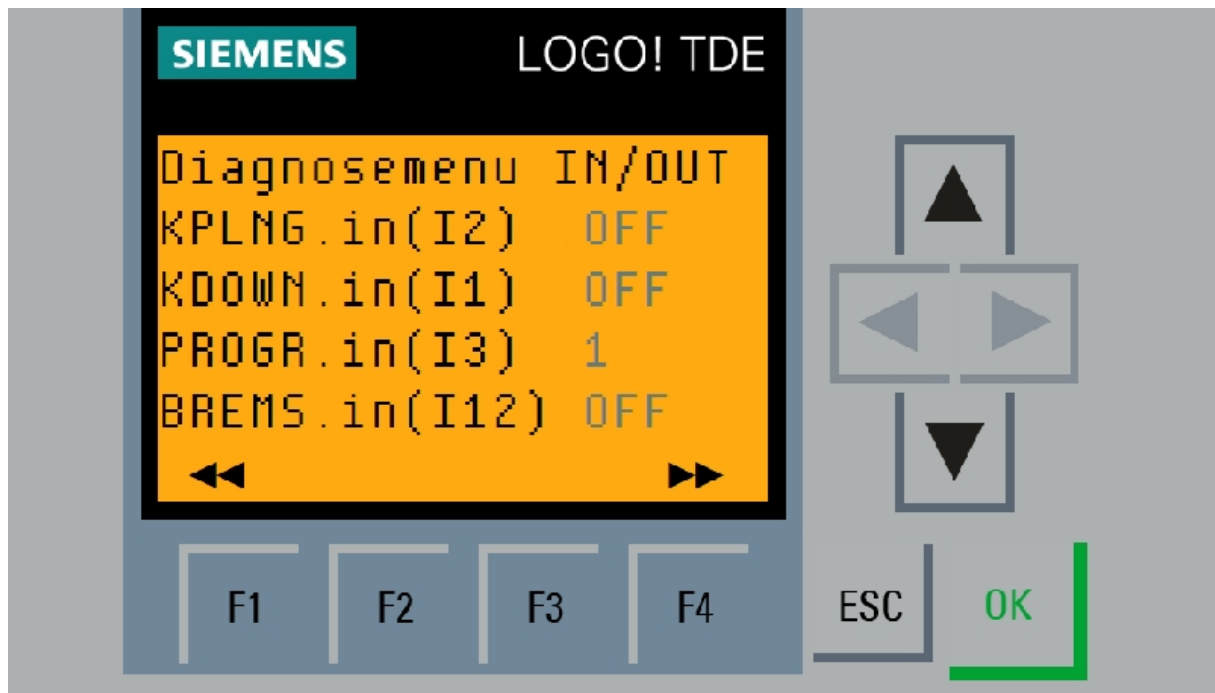 SIEMENS LOGO! TDE
Diagnosemenu IN/OUT
KPLNG.in(I2) OFF
KDOWN.in(I1) OFF
PROGR.in(I3) 1
BREMS.in(I12) OFF
F1 F2 F3 F4 ESC OK